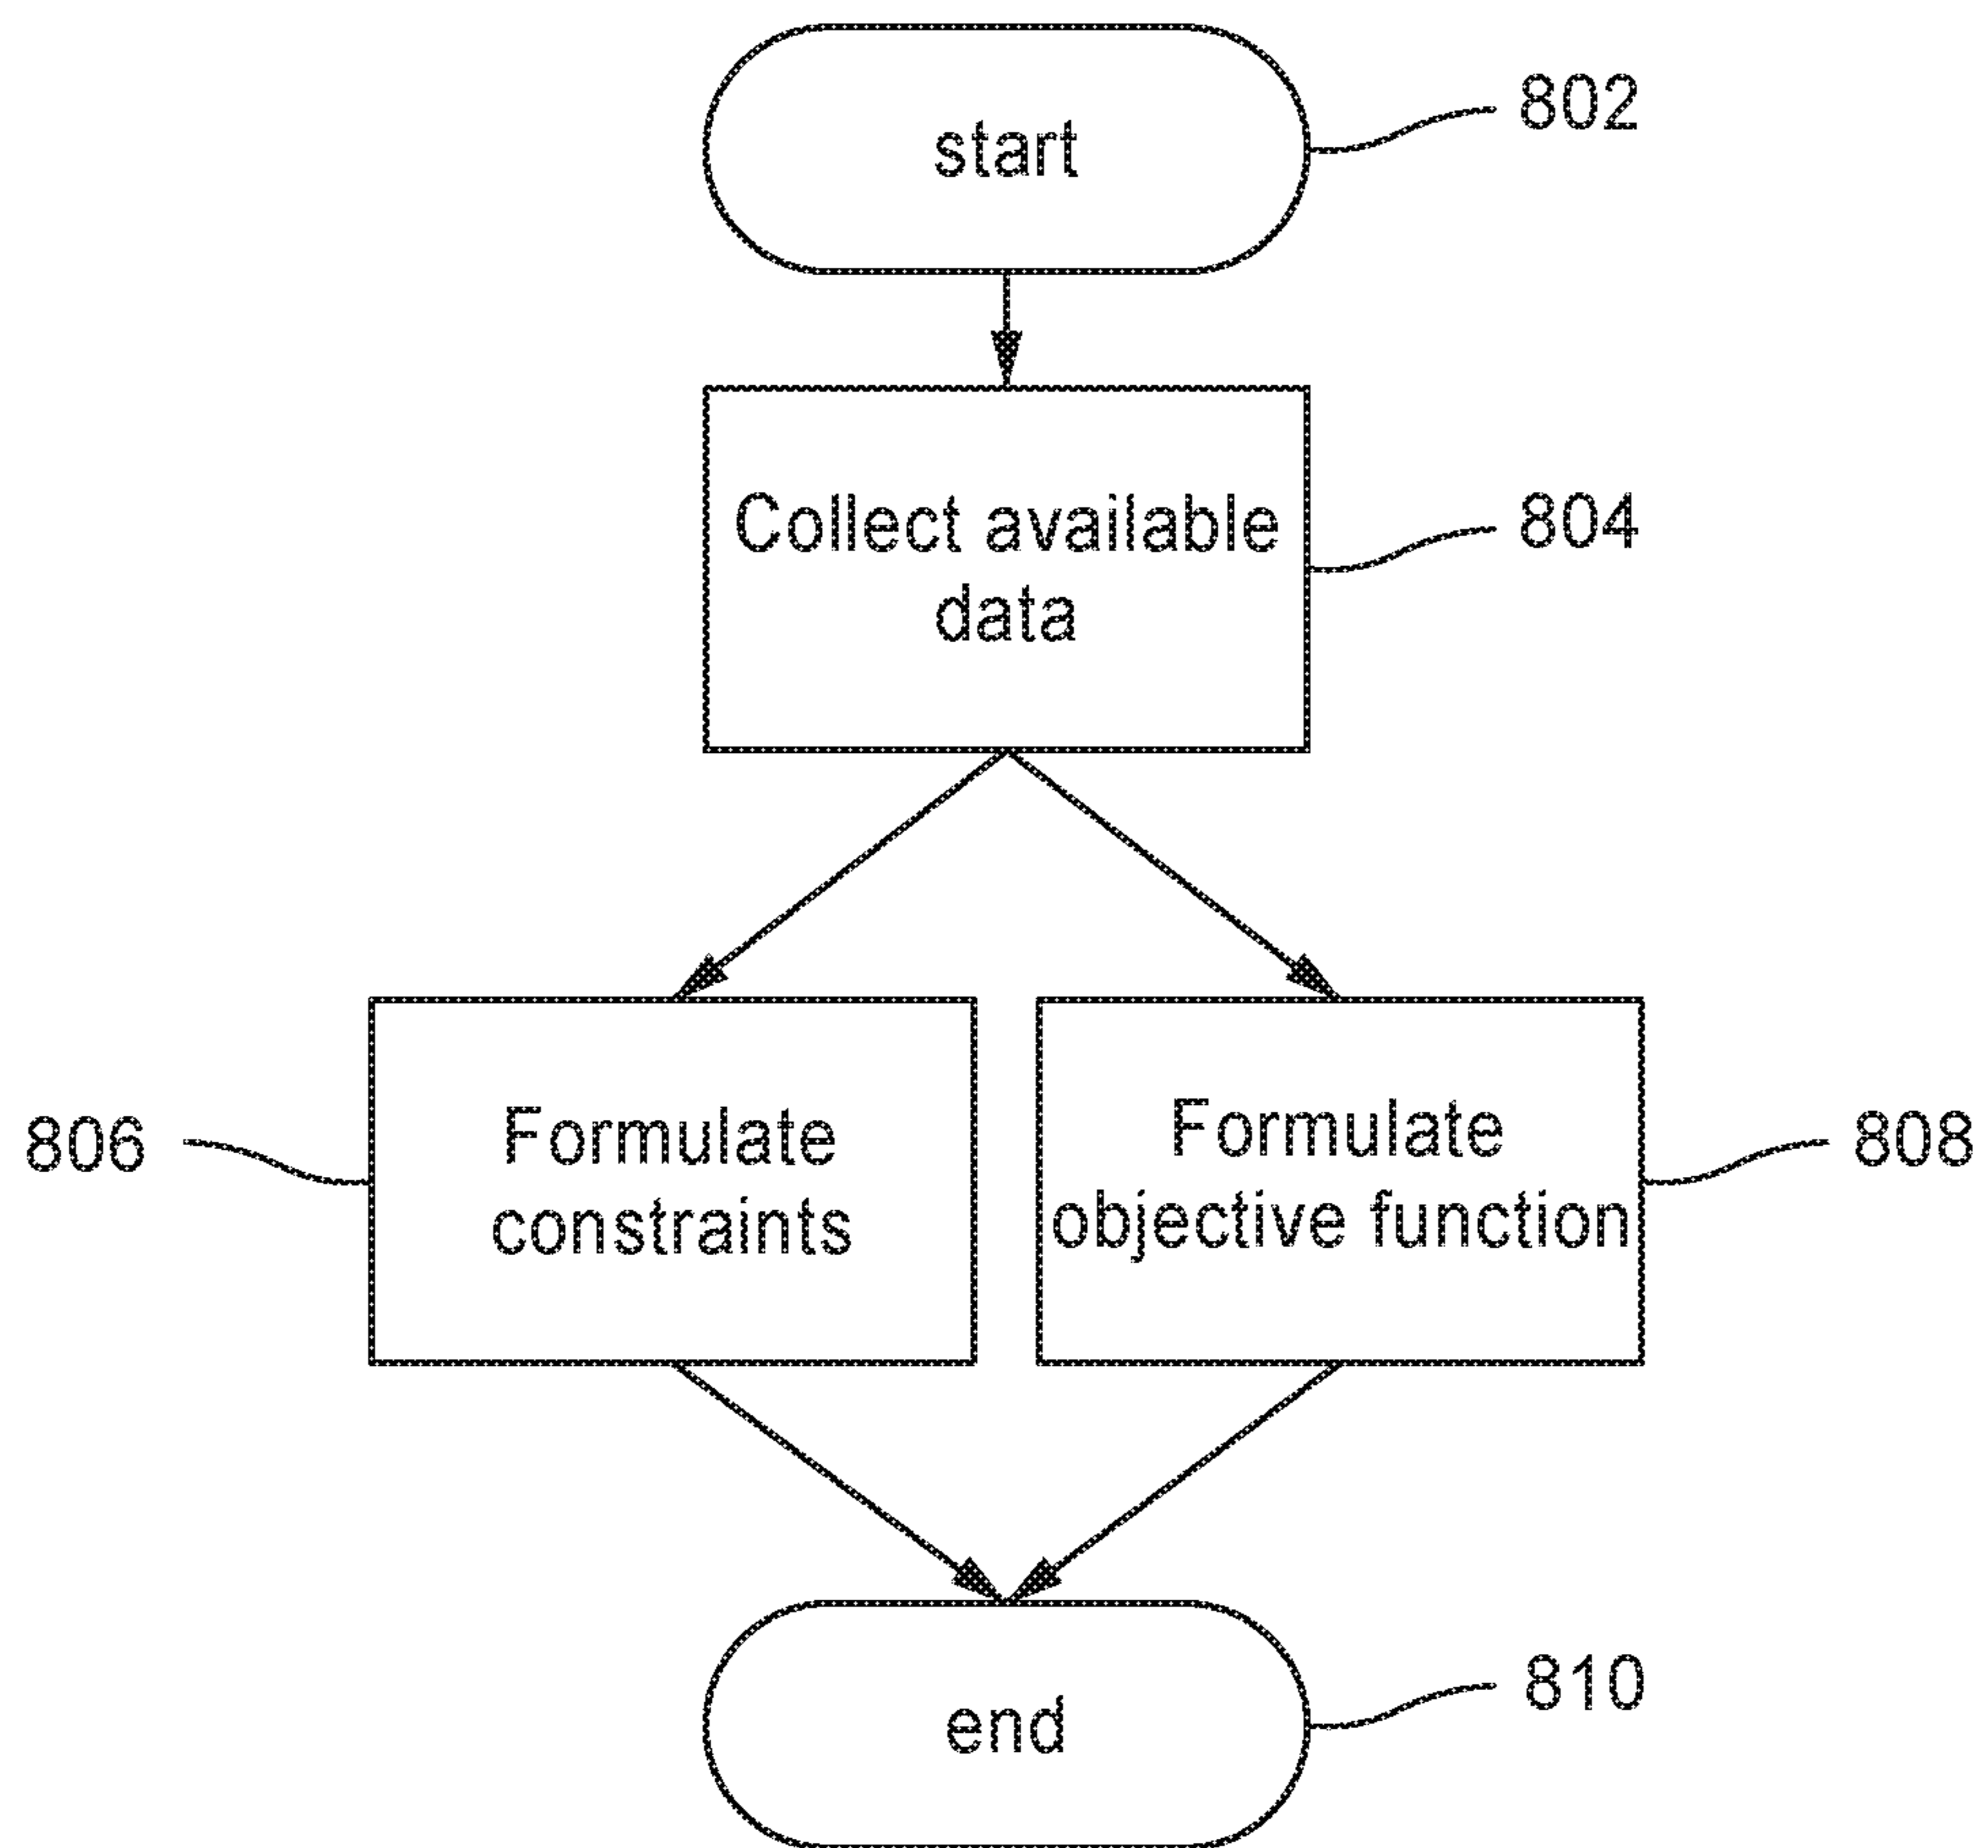 start
802
Collect available
data
804
806
Formulate
constraints
Formulate
objective function
808
end
810